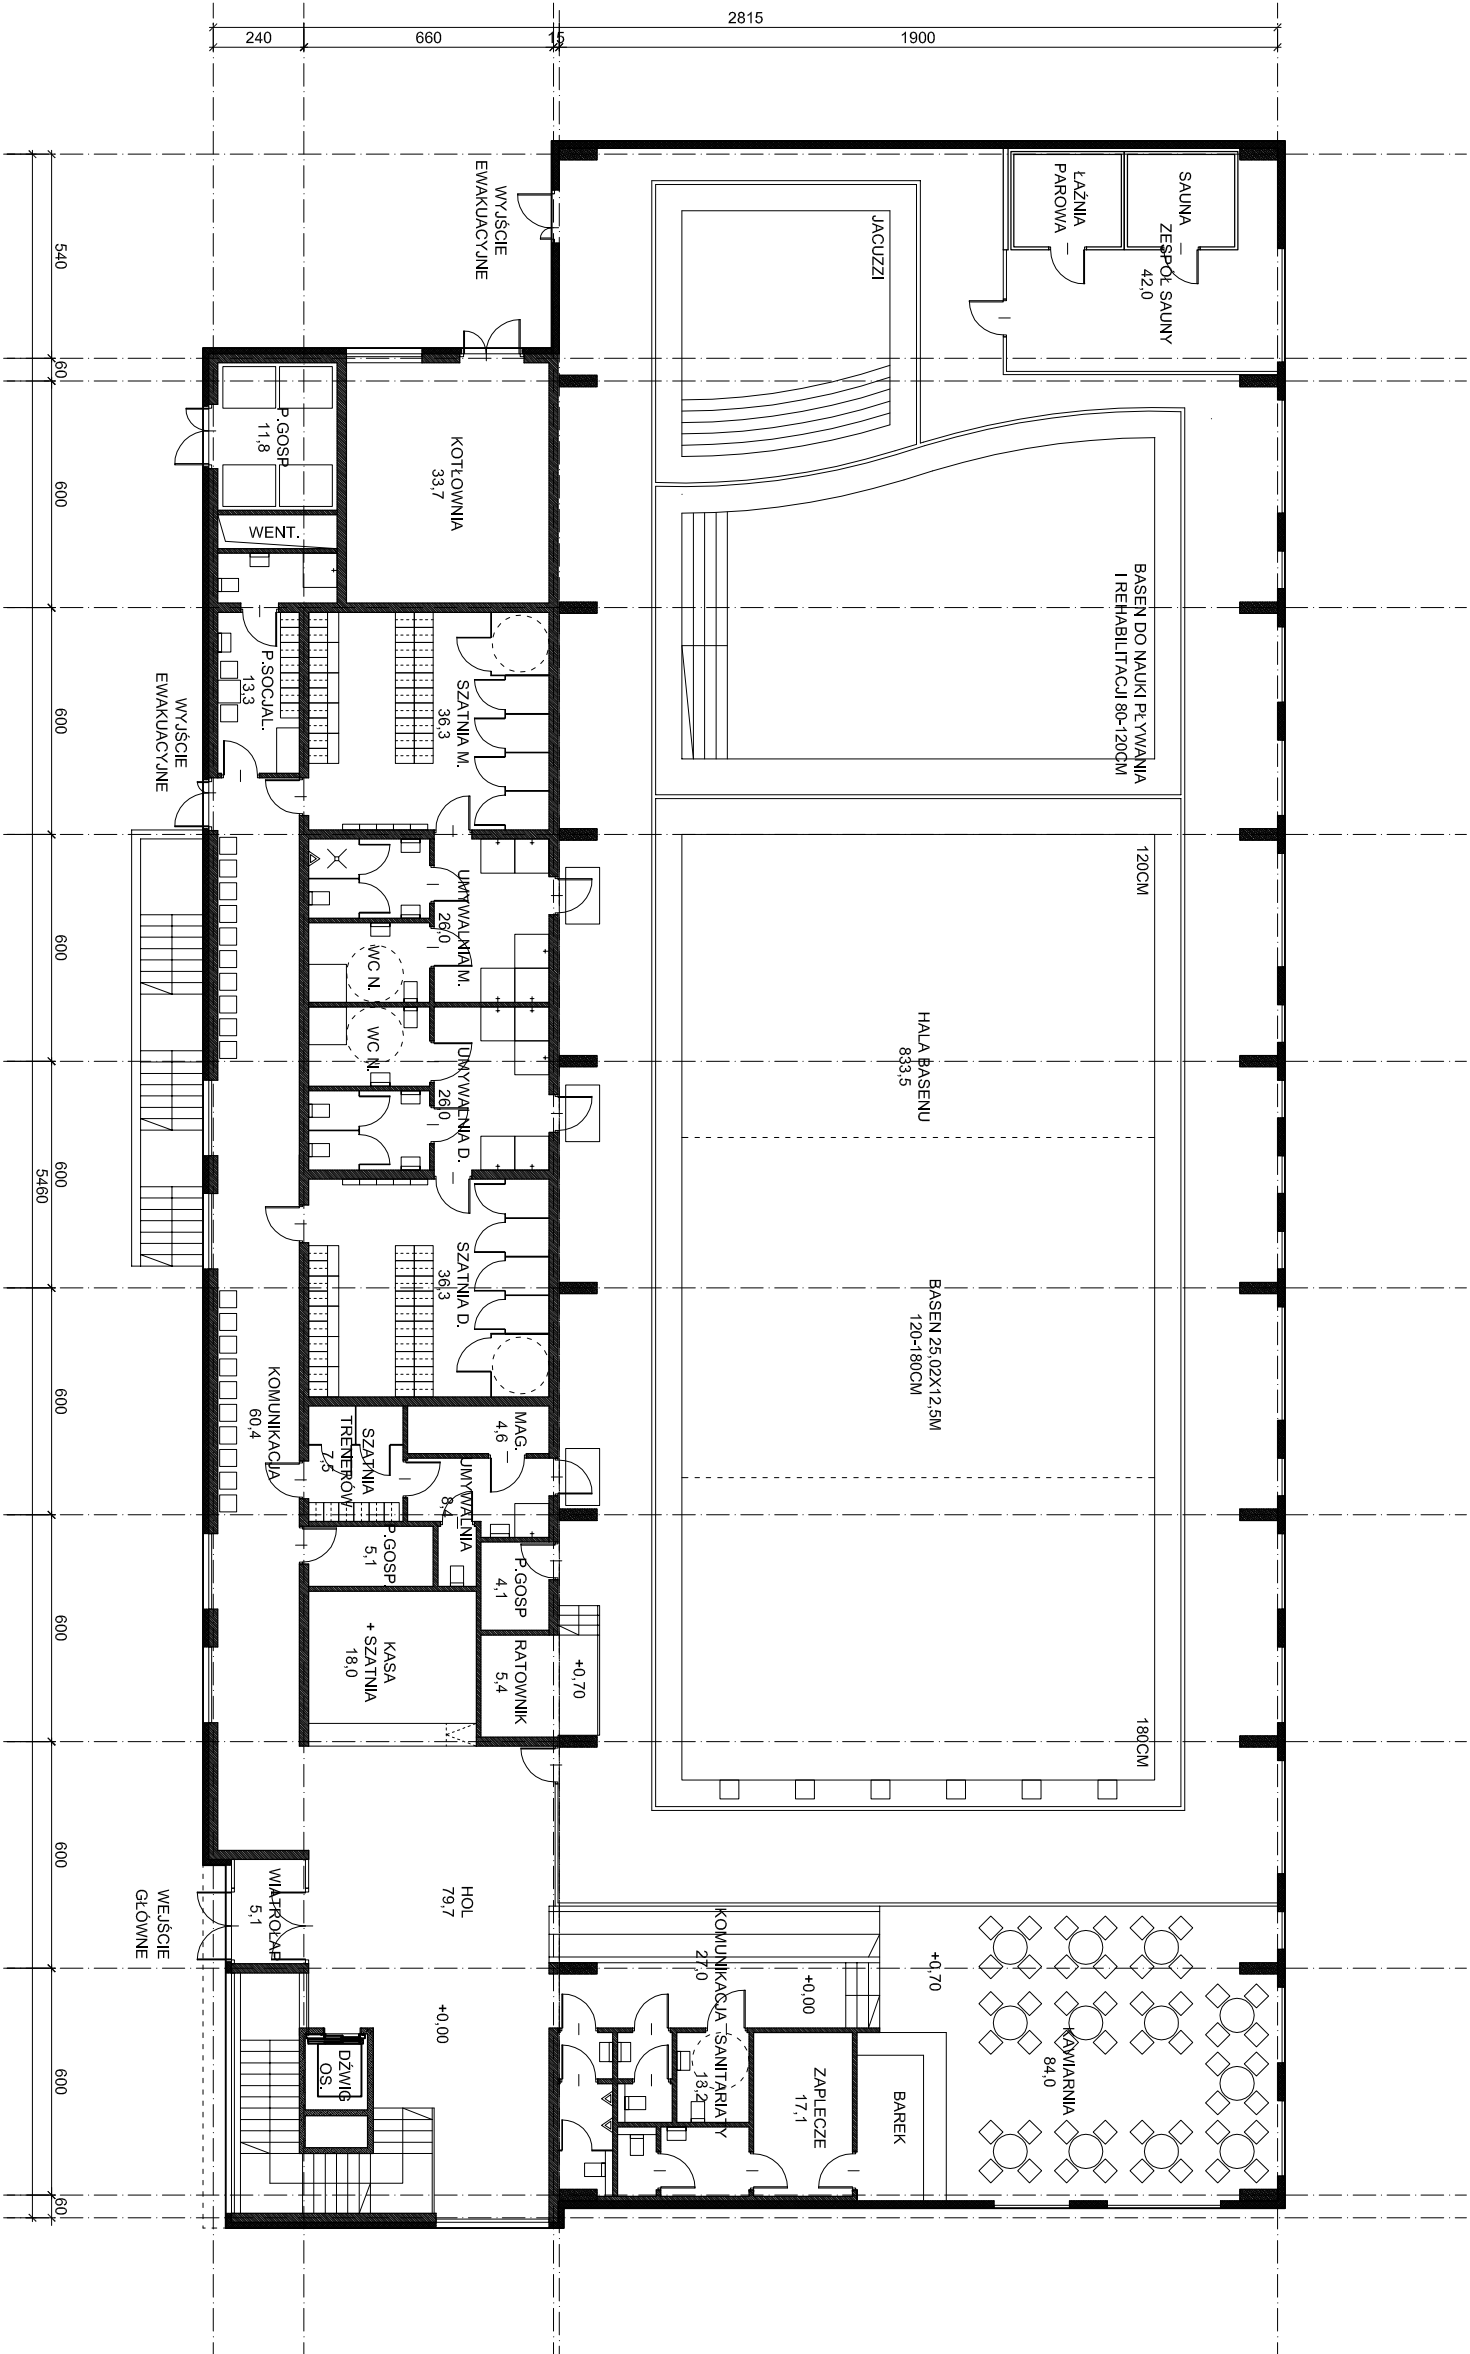 2815
240
660
15
1900
WYJŚCIE
EWAKUACYJNE
JACUZZI
ŁAŹNIA
PAROWA
SAUNA
ZESPÓŁ SAUNY
42,0
540
60
600
600
600
600
600
600
600
600
60
5460
P.GOSP
11,8
WENT.
KOTŁOWNIA
33,7
BASEN DO NAUKI PŁYWANIA
I REHABILITACJI 80-120CM
P.SOCJAL.
13,3
SZATNIA M.
36,3
WYJŚCIE
EWAKUACYJNE
120CM
UMYWALNIA M.
26,0
WC N.
WC N.
UMYWALNIA D.
26,0
HALA BASENU
833,5
SZATNIA D.
36,3
BASEN 25,02X12,5M
120-180CM
KOMUNIKACJA
60,4
SZATNIA
TRENERÓW
7,5
MAG.
4,6
UMYWALNIA
8,4
P.GOSP.
5,1
P.GOSP
4,1
KASA
+ SZATNIA
18,0
RATOWNIK
5,4
+0,70
180CM
WEJŚCIE
GŁÓWNE
WIATROŁAP
5,1
HOL
79,7
+0,00
DŹWIG
OS.
KOMUNIKACJA
27,0
+0,00
+0,70
SANITARIATY
18,2
ZAPLECZE
17,1
BAREK
KAWIARNIA
84,0